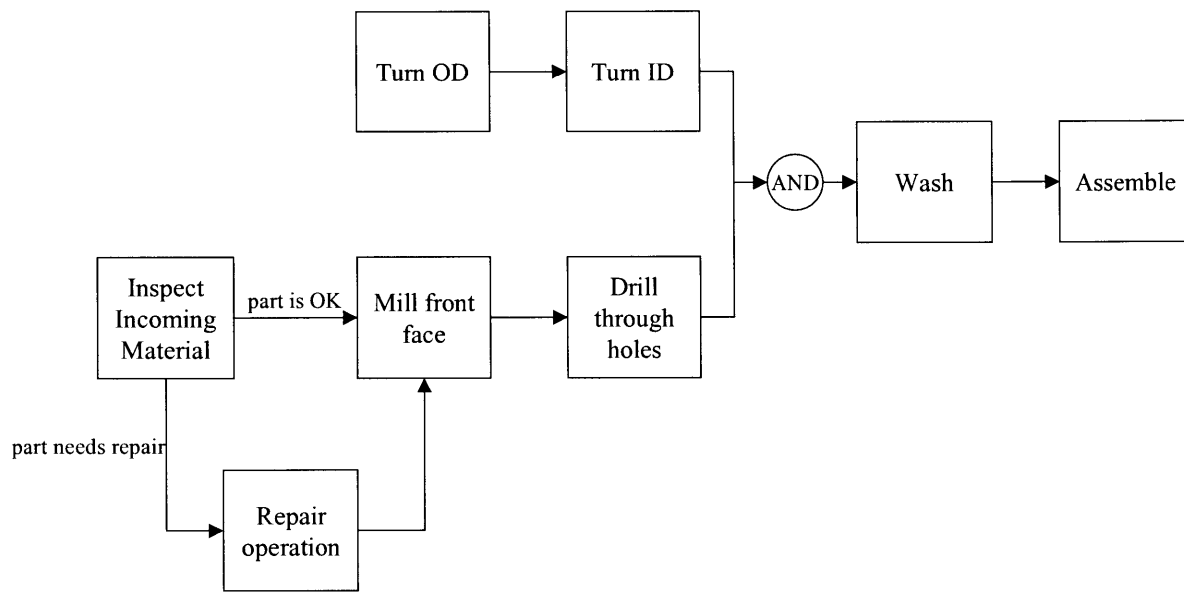 Turn OD
Turn ID
AND
Wash
Assemble
Inspect
Incoming
Material
part is OK
Mill front
face
Drill
through
holes
part needs repair
Repair
operation